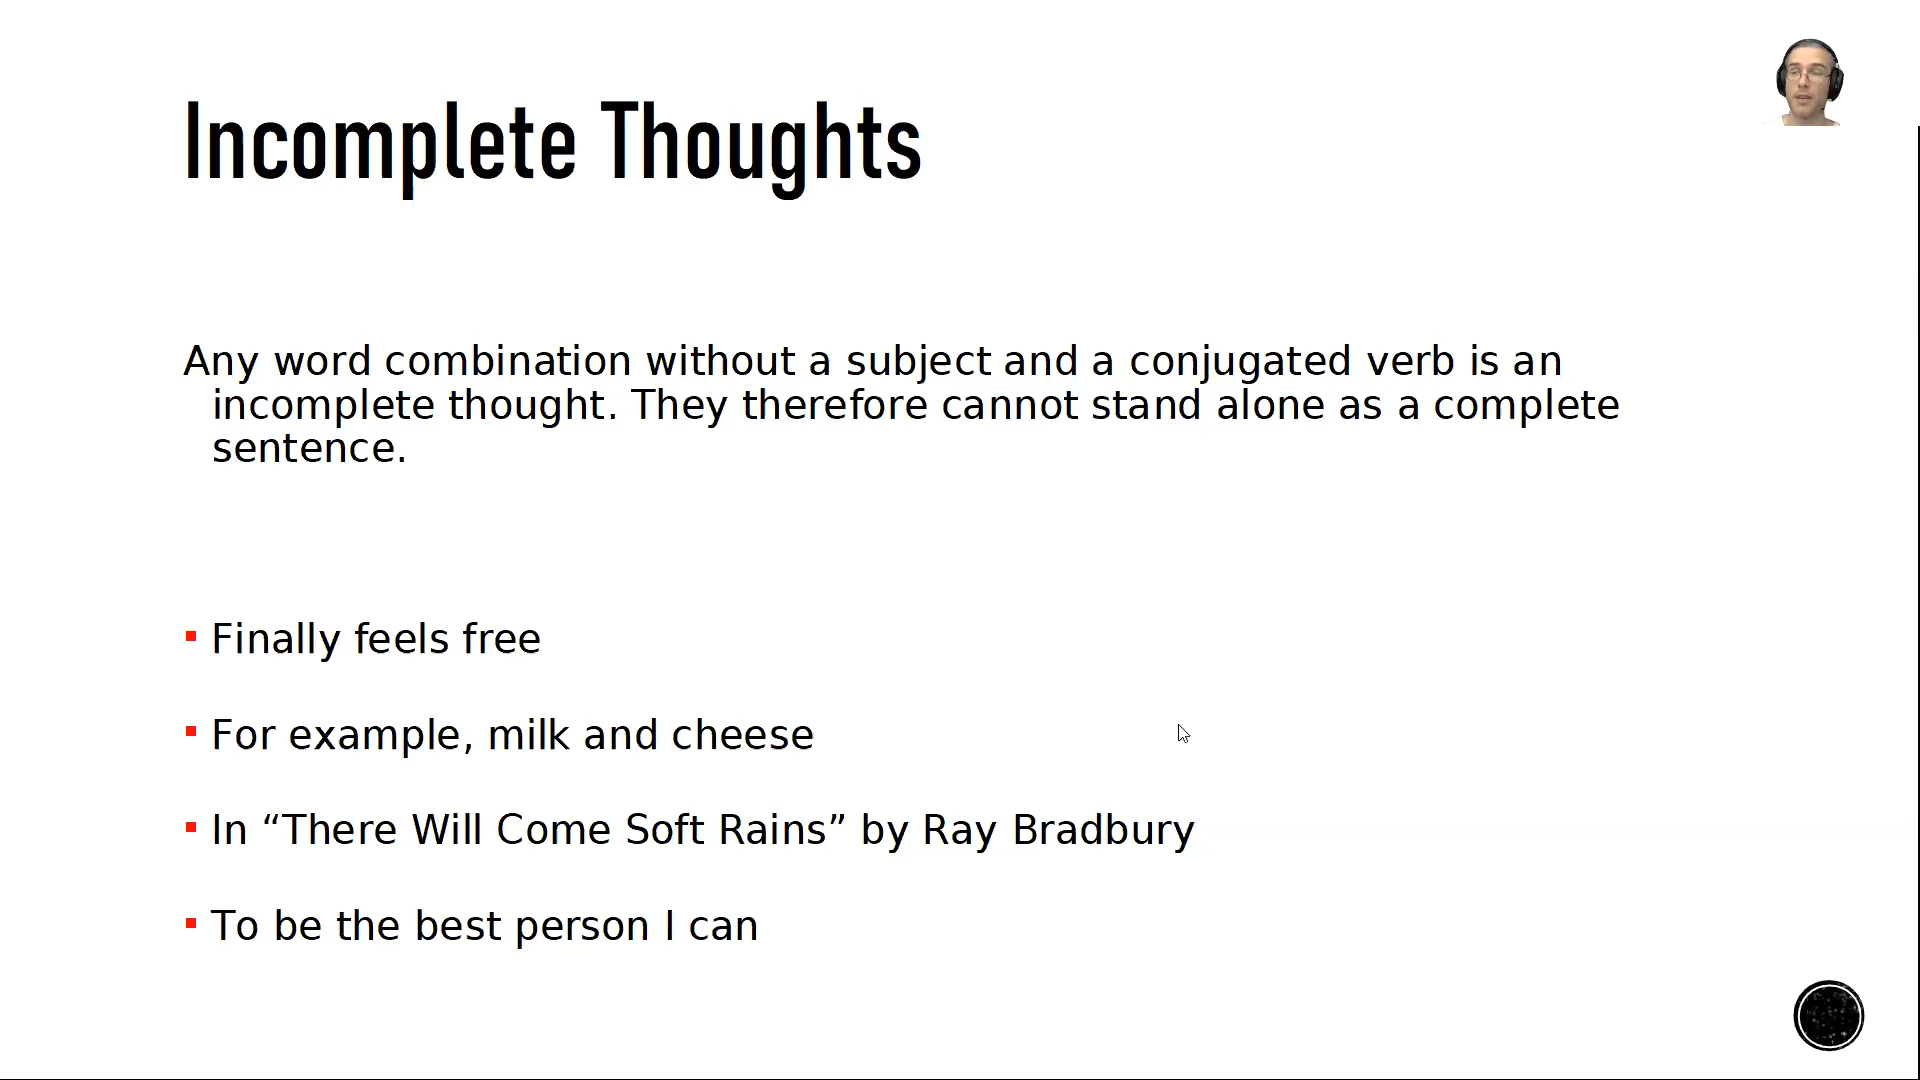 Incomplete Thoughts
Any word combination without a subject and a conjugated verb is an
incomplete thought. They therefore cannot stand alone as a complete
sentence.
▪ Finally feels free
▪ For example, milk and cheese
▪ In “There Will Come Soft Rains” by Ray Bradbury
▪ To be the best person I can